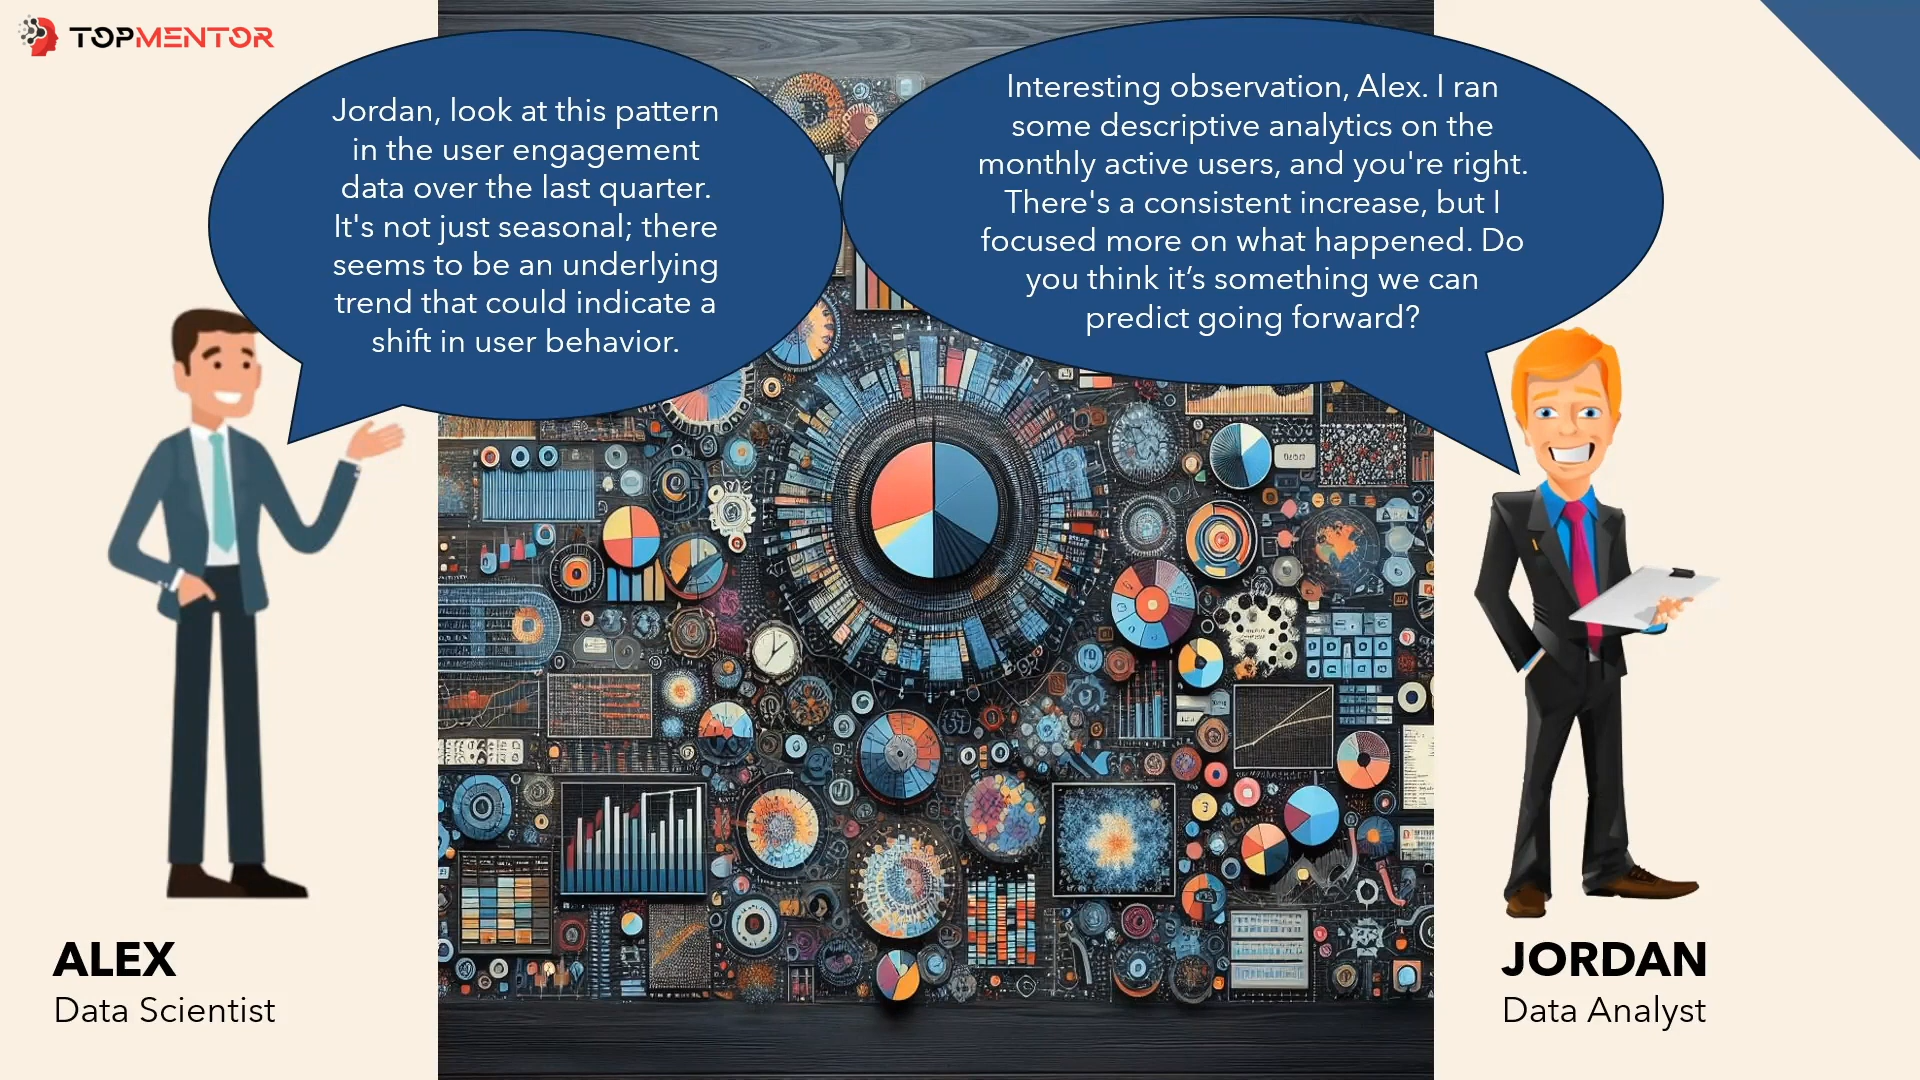 TOPMENTOR
Jordan, look at this pattern
in the user engagement
data over the last quarter.
It's not just seasonal; there
seems to be an underlying
trend that could indicate a
shift in user behavior.
Interesting observation, Alex. I ran
some descriptive analytics on the
monthly active users, and you're right.
There's a consistent increase, but I
focused more on what happened. Do
you think it’s something we can
predict going forward?
ALEX
Data Scientist
JORDAN
Data Analyst